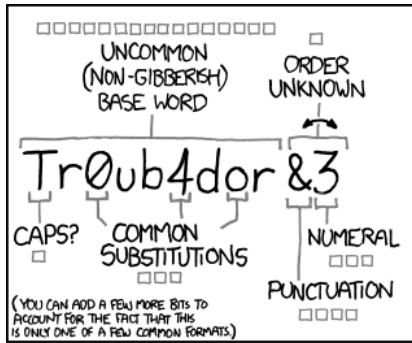 UNCOMMON
(NON-GIBBERISH)
BASE WORD
ORDER
UNKNOWN
Tr0ub4dor &3
CAPS?
COMMON
SUBSTITUTIONS
NUMERAL
PUNCTUATION
(YOU CAN ADD A FEW MORE BITS TO
ACCOUNT FOR THE FACT THAT THIS
IS ONLY ONE OF A FEW COMMON FORMATS.)